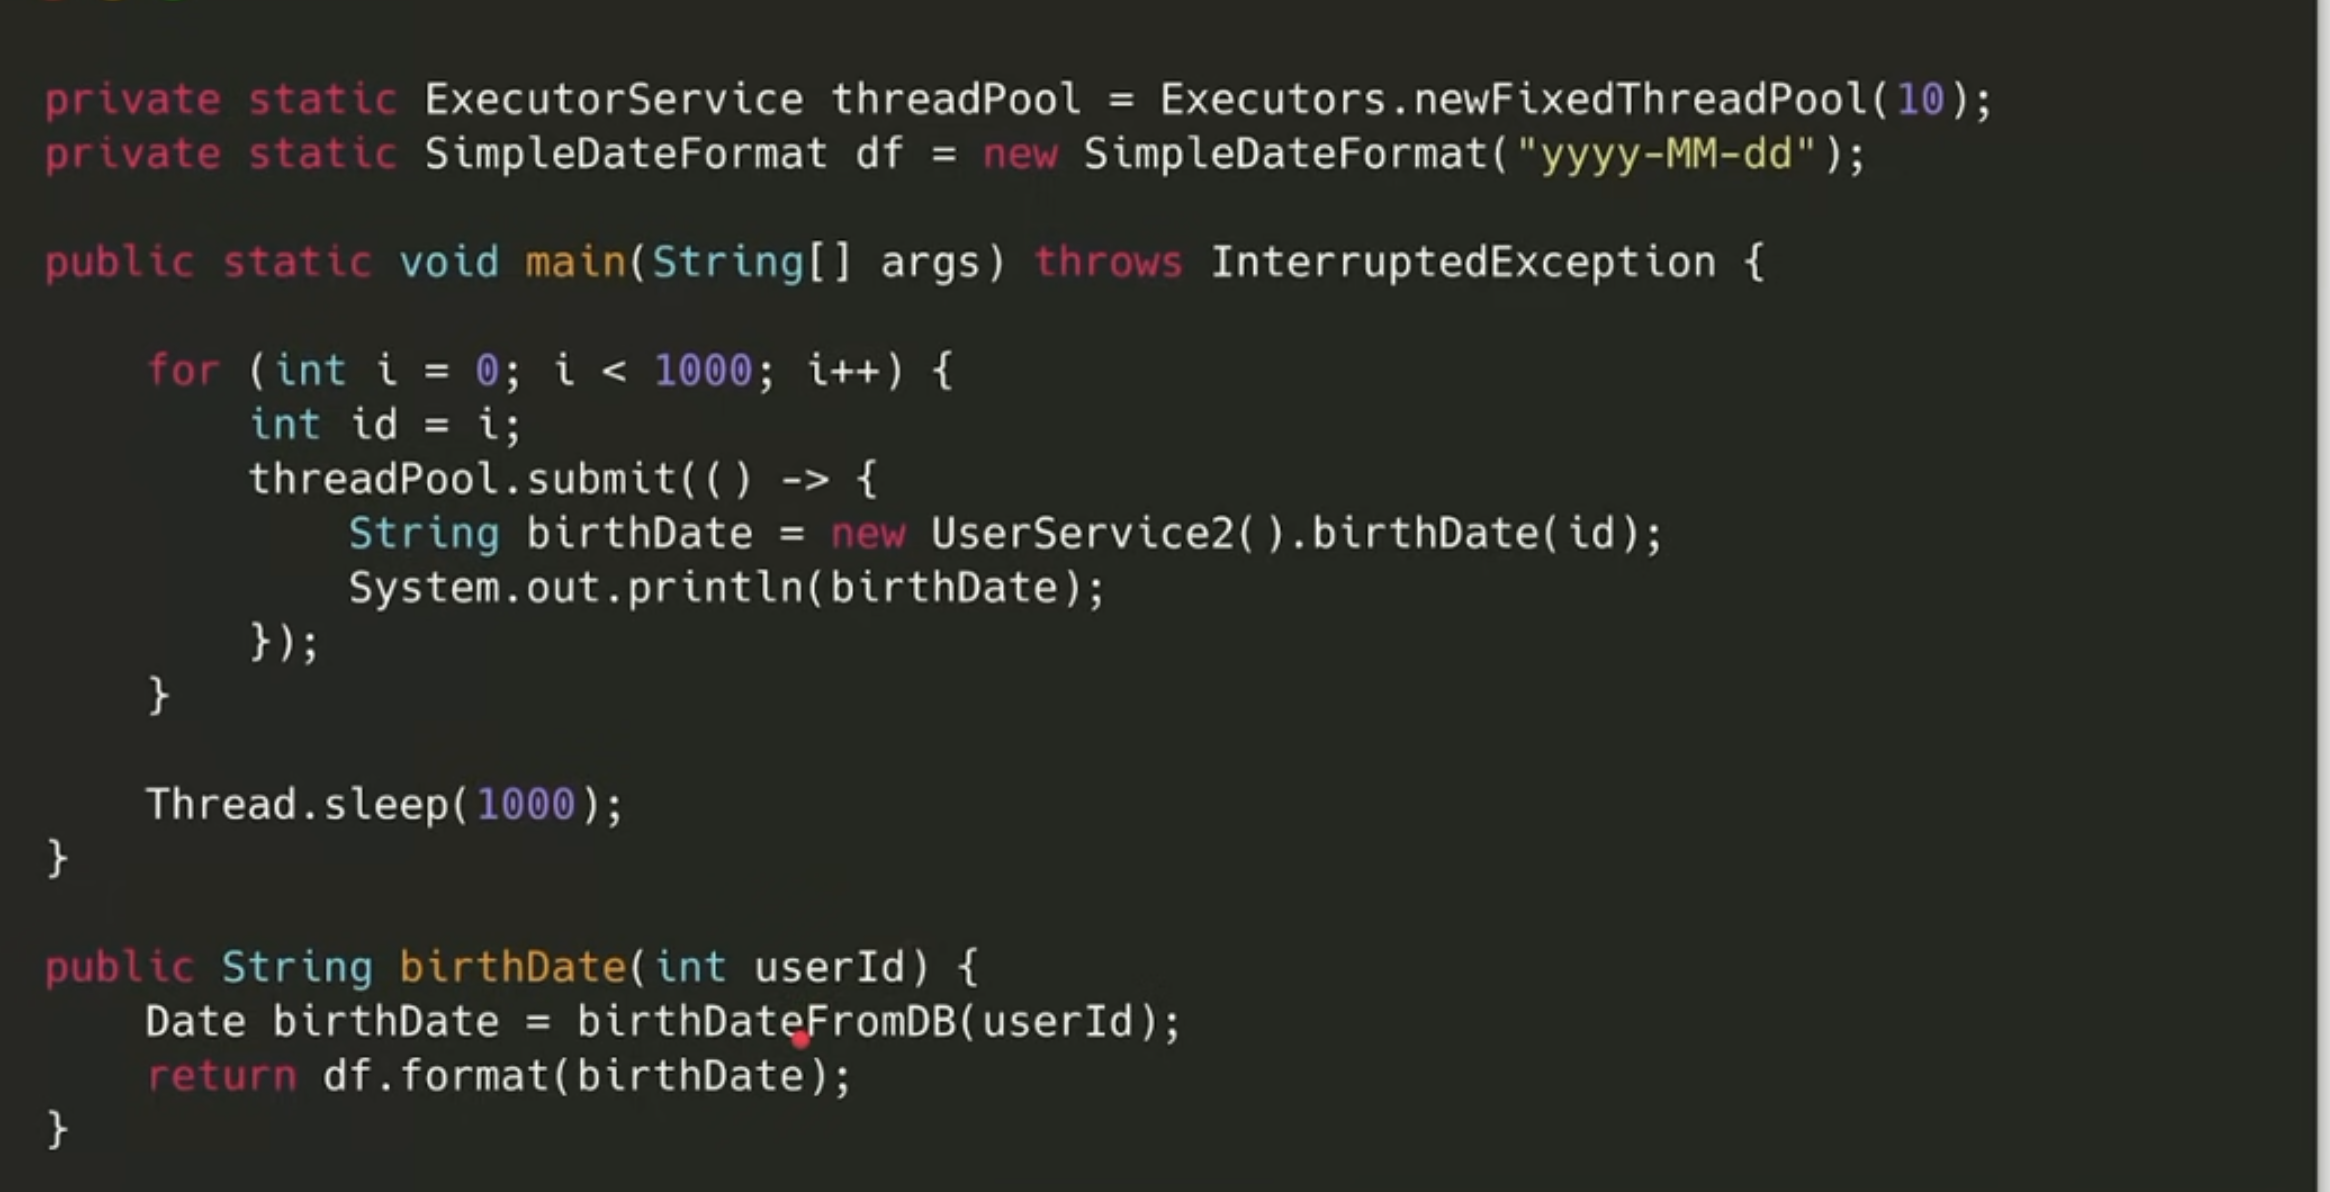 private static ExecutorService threadPool = Executors.newFixedThreadPool(10);
private static SimpleDateFormat df = new SimpleDateFormat("yyyy-MM-dd");
public static void main(String[] args) throws InterruptedException {
for (int i = 0; i < 1000; i++) {
int id = i;
threadPool.submit(() -> {
String birthDate = new UserService2().birthDate(id);
System.out.println(birthDate);
});
}
Thread.sleep(1000);
}
public String birthDate(int userId) {
Date birthDate = birthDateFromDB(userId);
return df.format(birthDate);
}